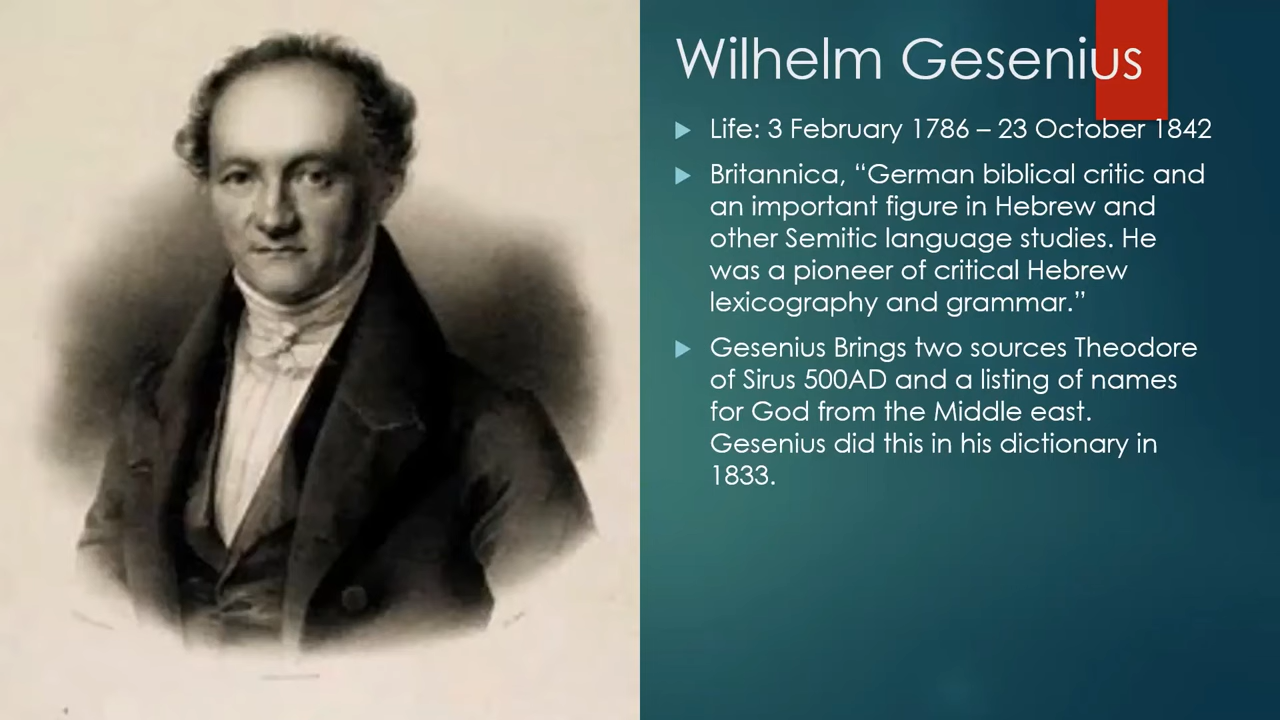 Wilhelm Gesenius
Life: 3 February 1786 – 23 October 1842
Britannica, “German biblical critic and
an important figure in Hebrew and
other Semitic language studies. He
was a pioneer of critical Hebrew
lexicography and grammar.”
Gesenius Brings two sources Theodore
of Sirus 500AD and a listing of names
for God from the Middle east.
Gesenius did this in his dictionary in
1833.